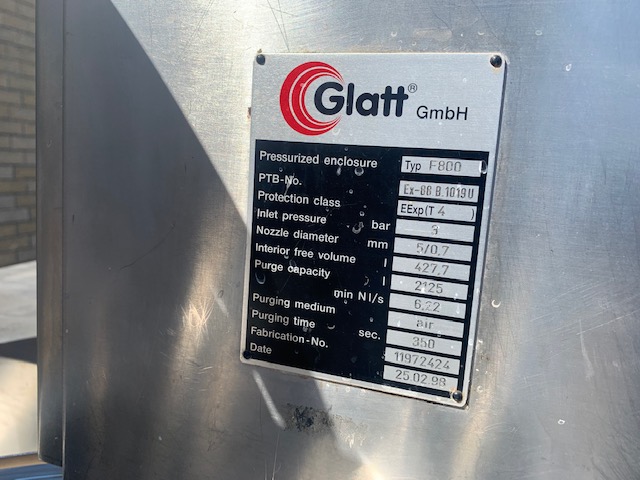 Glatt® GmbH
Pressurized enclosure Typ F800
PTB-No. Ex-88 B.1019U
Protection class EExp(T 4 )
Inlet pressure bar 3
Nozzle diameter mm 5/0,7
Interior free volume l 427,7
Purge capacity l 2125
min Nl/s 6,22
Purging medium air
Purging time sec. 350
Fabrication-No. 11972424
Date 25.02.98